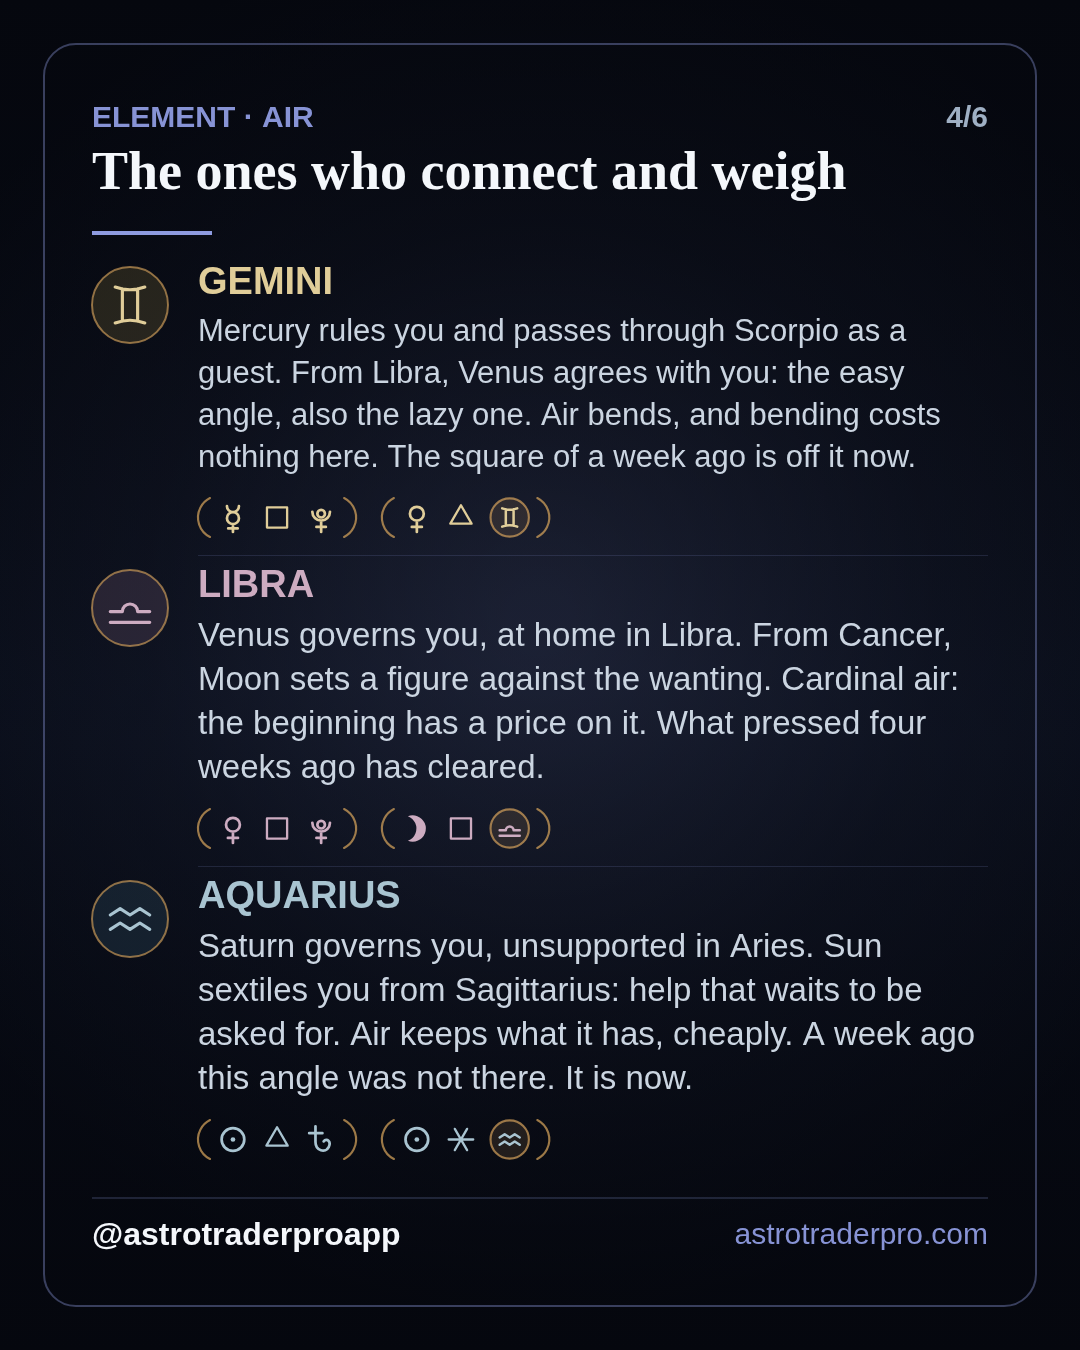 ELEMENT · AIR
4/6
The ones who connect and weigh
♊
GEMINI
Mercury rules you and passes through Scorpio as a
guest. From Libra, Venus agrees with you: the easy
angle, also the lazy one. Air bends, and bending costs
nothing here. The square of a week ago is off it now.
(☿ □ ♇) (♀ △ ♊)
♎
LIBRA
Venus governs you, at home in Libra. From Cancer,
Moon sets a figure against the wanting. Cardinal air:
the beginning has a price on it. What pressed four
weeks ago has cleared.
(♀ □ ♇) (☽ □ ♎)
♒
AQUARIUS
Saturn governs you, unsupported in Aries. Sun
sextiles you from Sagittarius: help that waits to be
asked for. Air keeps what it has, cheaply. A week ago
this angle was not there. It is now.
(☉ △ ♄) (☉ ⚹ ♒)
@astrotraderproapp
astrotraderpro.com